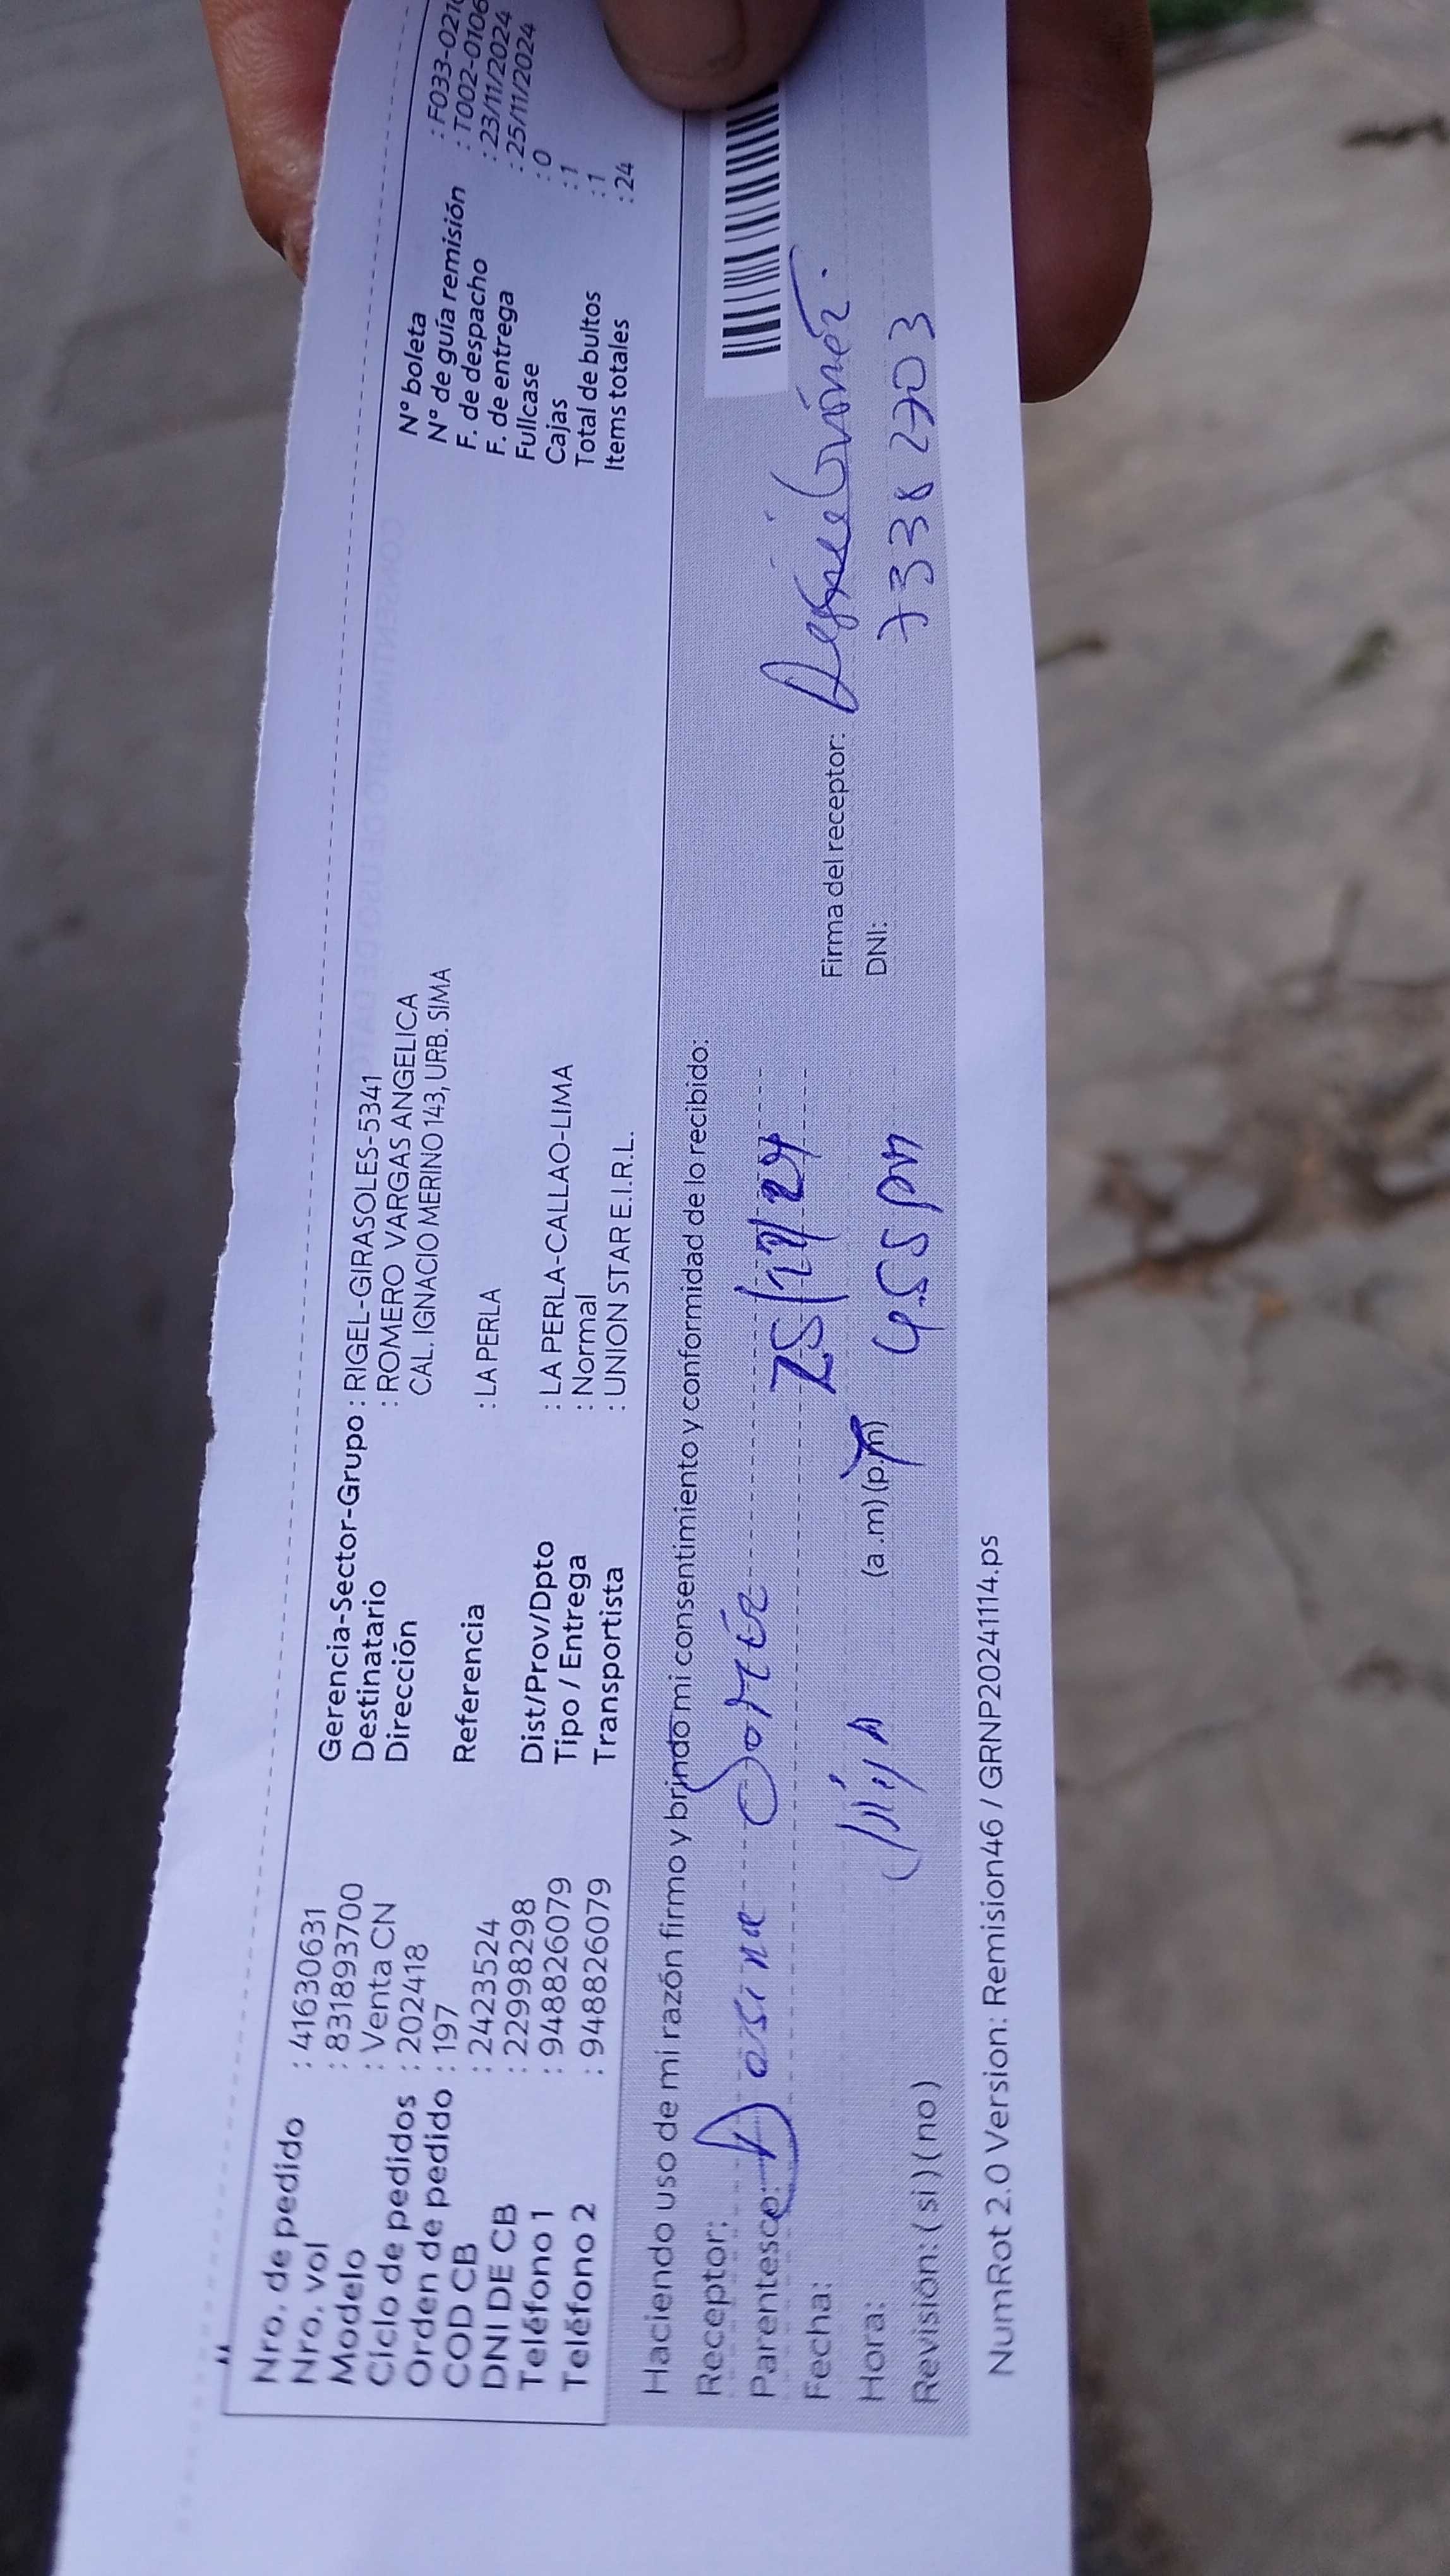 Nro. de pedido : 41630631
Nro. vol : 831893700
Modelo : Venta CN
Ciclo de pedidos : 202418
Orden de pedido : 197
COD CB : 2423524
DNI DE CB : 22998298
Teléfono 1 : 948826079
Teléfono 2 : 948826079
Gerencia-Sector-Grupo : RIGEL-GIRASOLES-5341
Destinatario : ROMERO VARGAS ANGELICA
Dirección CAL. IGNACIO MERINO 143, URB. SIMA
Referencia : LA PERLA
Dist/Prov/Dpto : LA PERLA-CALLAO-LIMA
Tipo / Entrega : Normal
Transportista : UNION STAR E.I.R.L.
N° boleta : F033-021
N° de guía remisión : T002-0106
F. de despacho : 23/11/2024
F. de entrega : 25/11/2024
Fullcase : 0
Cajas : 1
Total de bultos : 1
Items totales : 24
Haciendo uso de mi razón firmo y brindo mi consentimiento y conformidad de lo recibido:
Receptor:
Parentesco:
Fecha: 25/11/24
Hora: (a.m) (p.m) 4.55 pm
Revisión: (si) (no)
Firma del receptor:
DNI: 73382703
NumRot 2.0 Version: Remision46 / GRNP20241114.ps